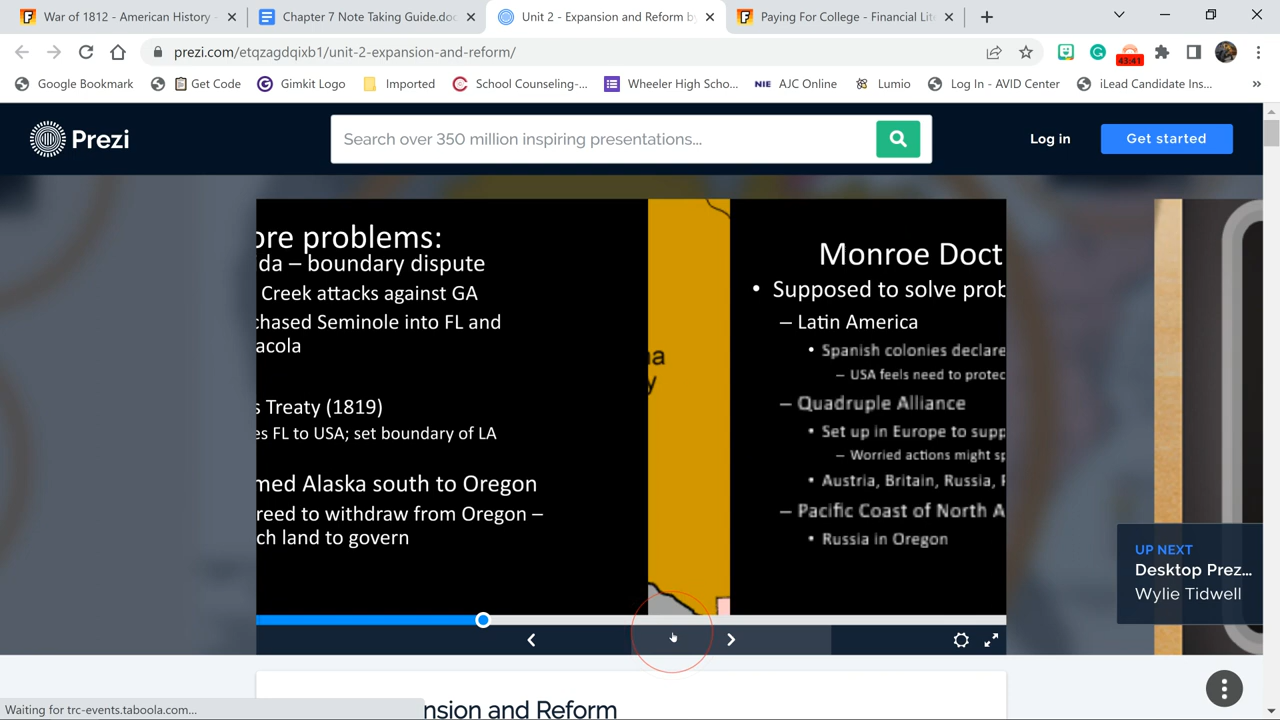 War of 1812 - American History -
Chapter 7 Note Taking Guide.doc
Unit 2 - Expansion and Reform by
Paying For College - Financial Lite
prezi.com/etqzagdqixb1/unit-2-expansion-and-reform/
43:41
Google Bookmark
Get Code
Gimkit Logo
Imported
School Counseling-...
Wheeler High Scho...
NIE AJC Online
Lumio
Log In - AVID Center
iLead Candidate Ins...
»
Prezi
Search over 350 million inspiring presentations...
Log in
Get started
ore problems:
da – boundary dispute
Creek attacks against GA
chased Seminole into FL and
acola
s Treaty (1819)
es FL to USA; set boundary of LA
med Alaska south to Oregon
reed to withdraw from Oregon –
ch land to govern
na
y
Monroe Doct
• Supposed to solve prob
– Latin America
• Spanish colonies declare
– USA feels need to protec
– Quadruple Alliance
• Set up in Europe to supp
– Worried actions might sp
• Austria, Britain, Russia, F
– Pacific Coast of North A
• Russia in Oregon
UP NEXT
Desktop Prez...
Wylie Tidwell
nsion and Reform
Waiting for trc-events.taboola.com...